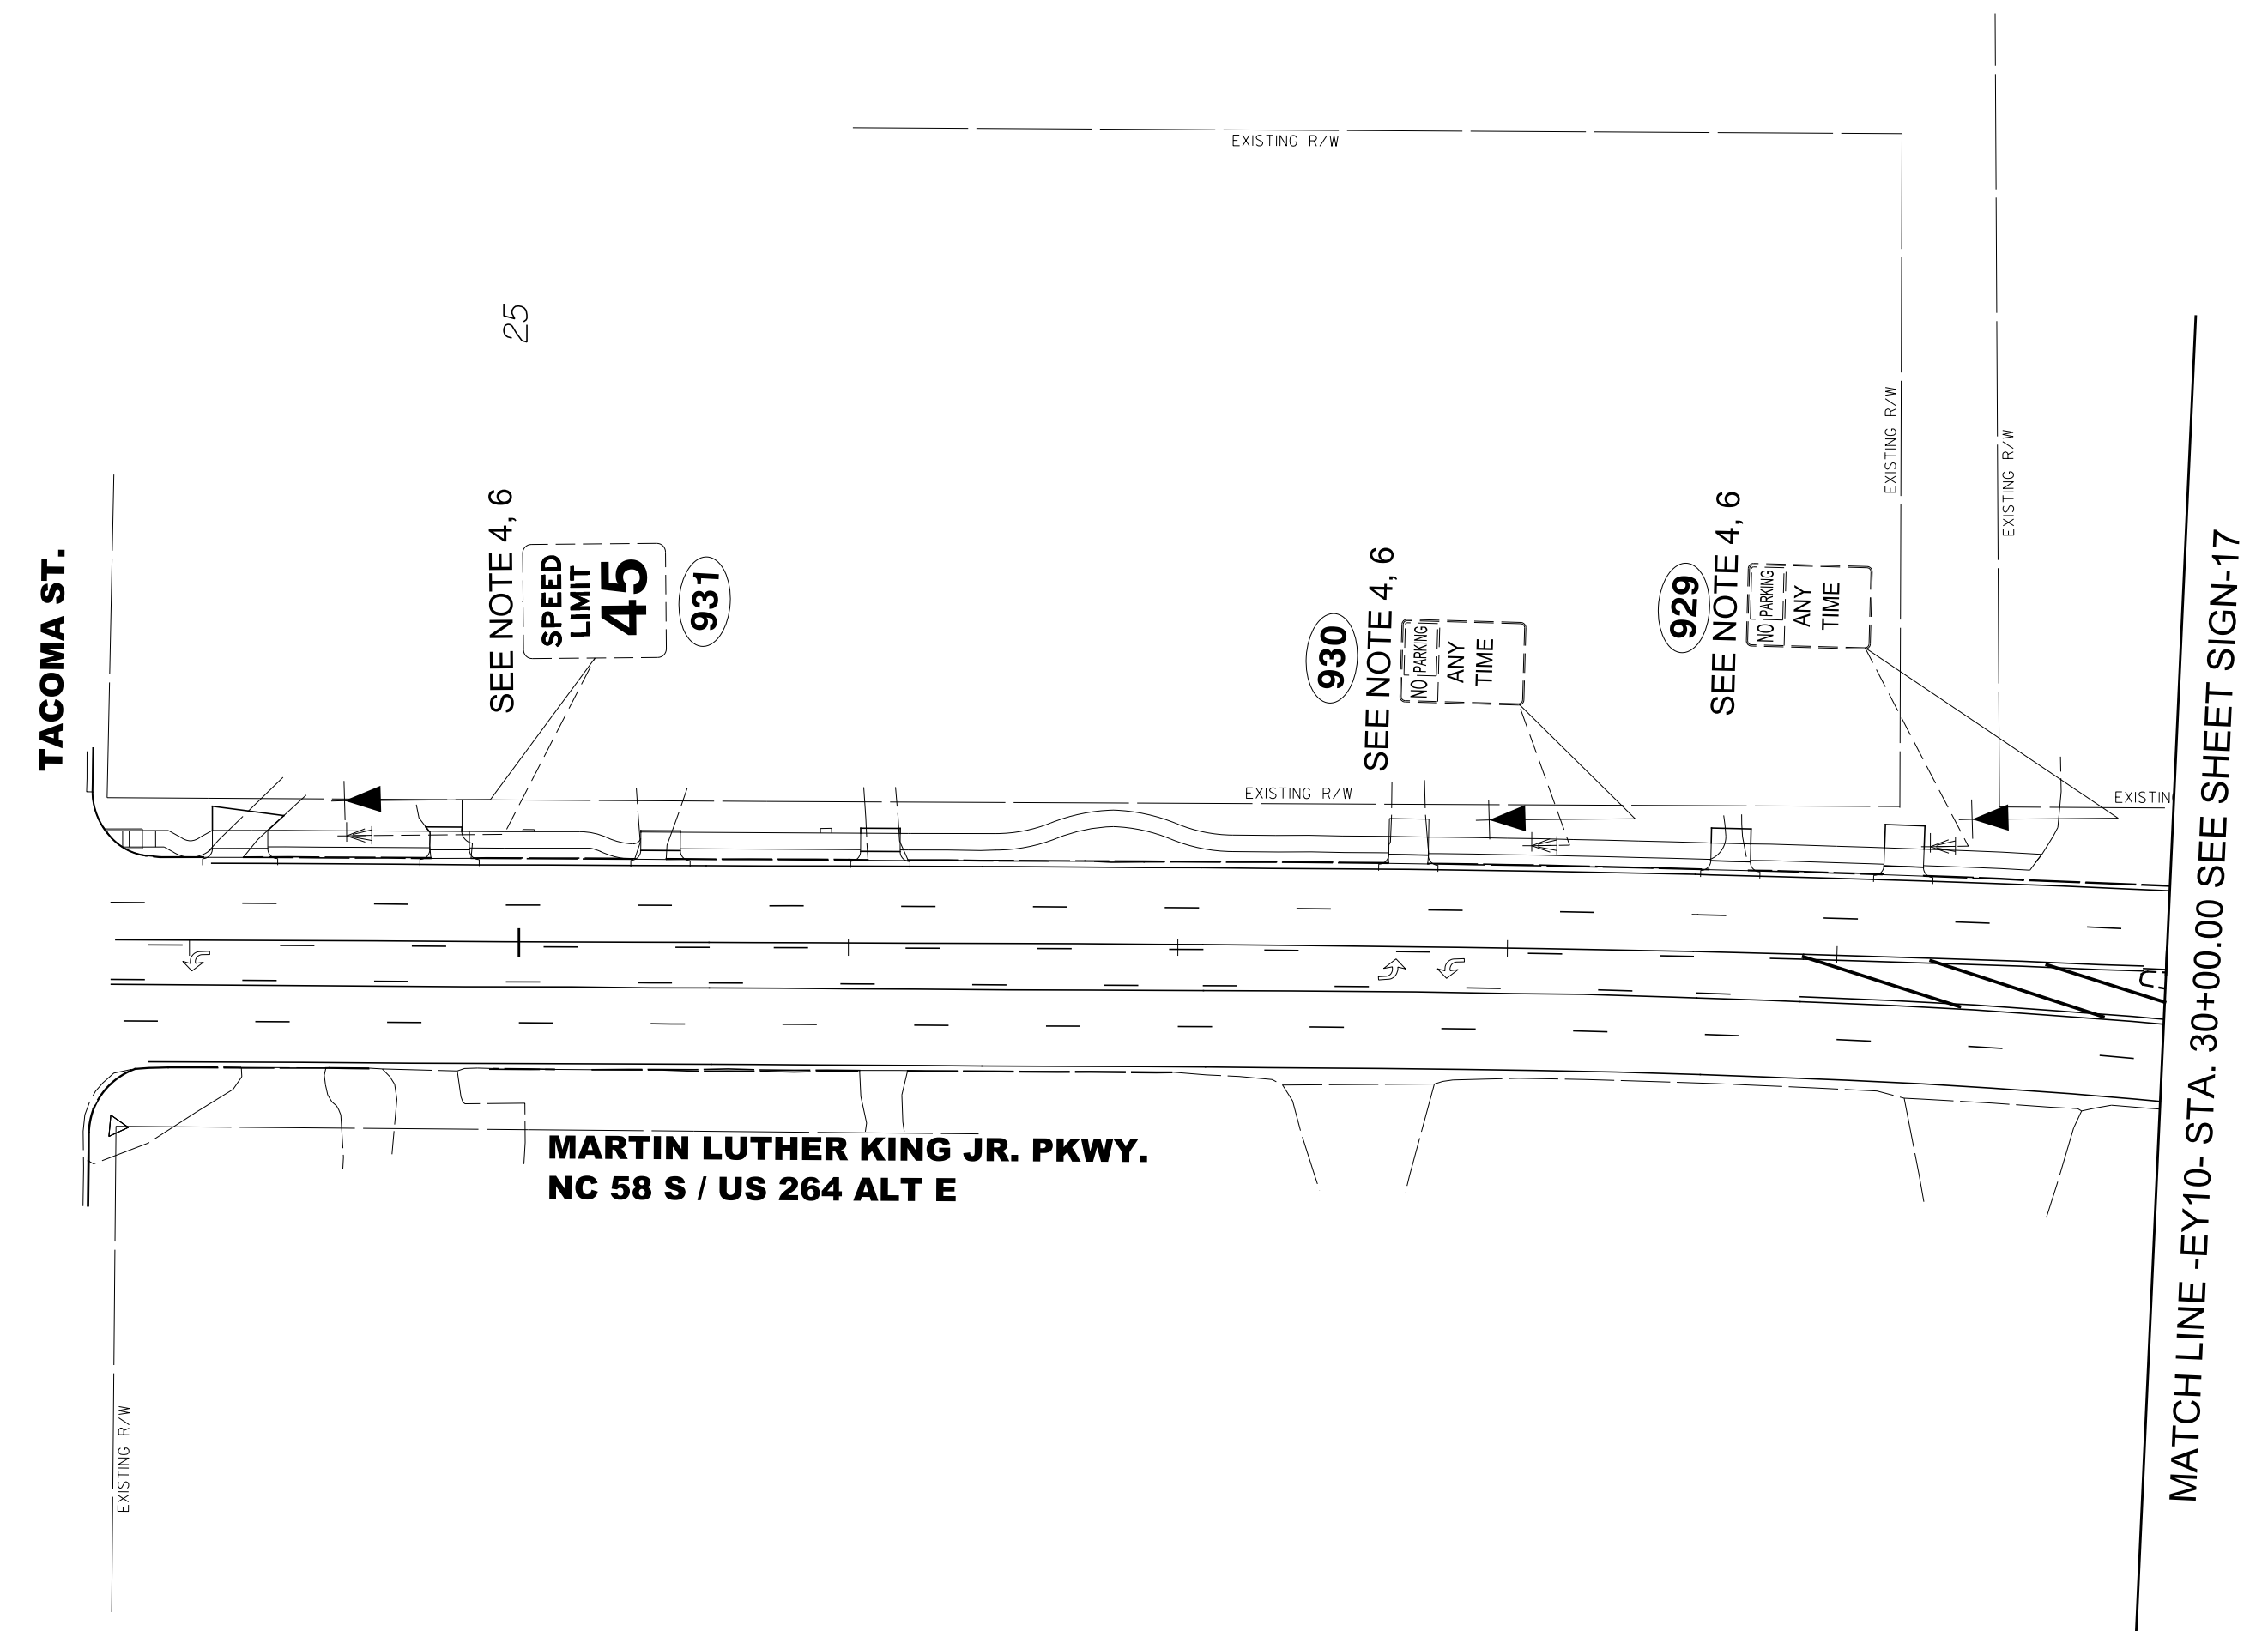 EXISTING R/W
25
EXISTING R/W
EXISTING R/W
TACOMA ST.
SEE NOTE 4, 6
SPEED
LIMIT
45
931
930
SEE NOTE 4, 6
NO PARKING
ANY
TIME
929
SEE NOTE 4, 6
NO PARKING
ANY
TIME
EXISTING R/W
EXISTIN
MATCH LINE -EY10- STA. 30+00.00 SEE SHEET SIGN-17
MARTIN LUTHER KING JR. PKWY.
NC 58 S / US 264 ALT E
EXISTING R/W